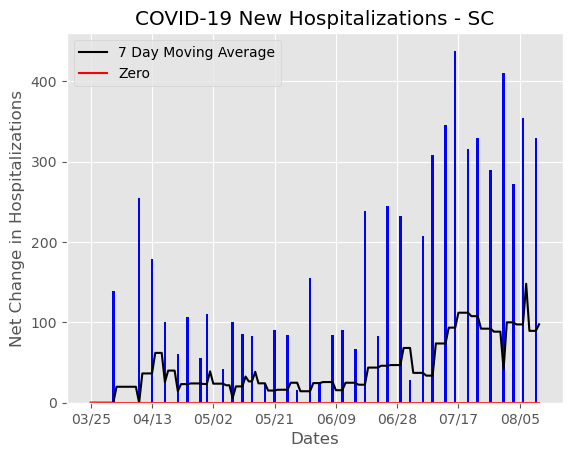 COVID-19 New Hospitalizations - SC
7 Day Moving Average
Zero
Net Change in Hospitalizations
400
300
200
100
0
03/25 04/13 05/02 05/21 06/09 06/28 07/17 08/05
Dates